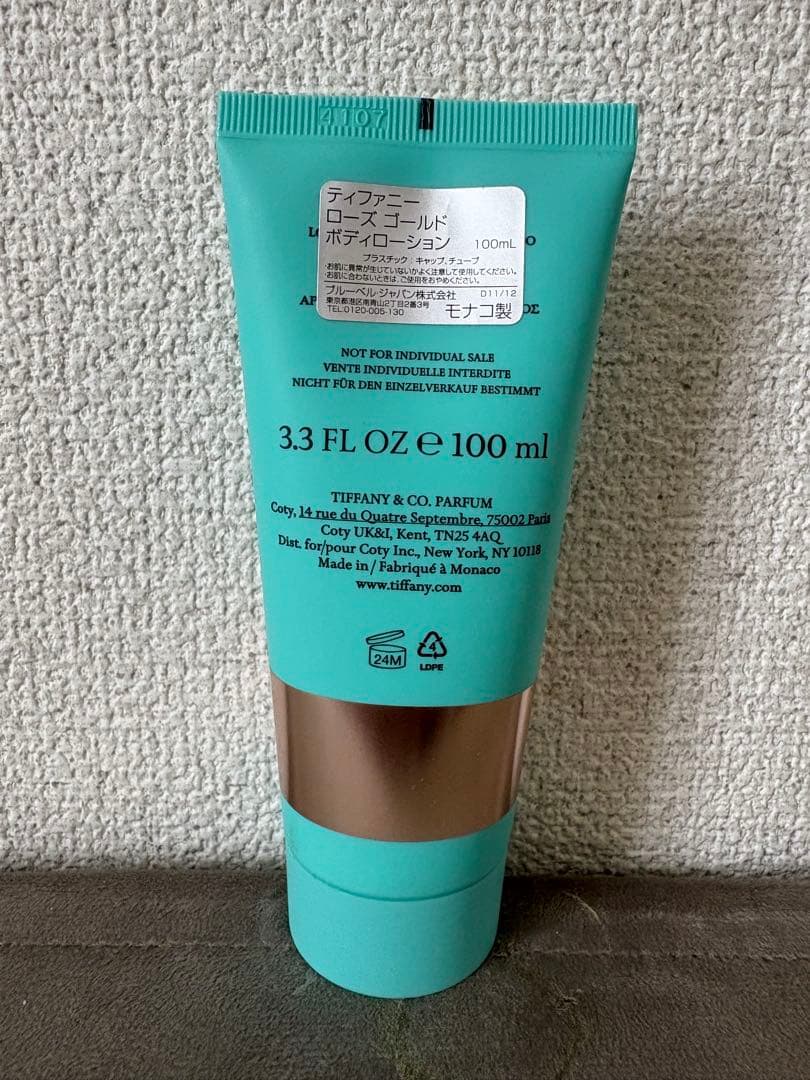 4107
ティファニー
ローズ ゴールド
ボディローション 100mL
プラスチック:キャップ、チューブ
・お肌に異常が生じていないかよく注意して使用してください。
・お肌に合わないときは、ご使用をおやめください。
ブルーベル・ジャパン株式会社 D11/12
東京都港区南青山2丁目2番3号
TEL:0120-005-130 モナコ製
NOT FOR INDIVIDUAL SALE
VENTE INDIVIDUELLE INTERDITE
NICHT FÜR DEN EINZELVERKAUF BESTIMMT
3.3 FL OZ ℮ 100 ml
TIFFANY & CO. PARFUM
Coty, 14 rue du Quatre Septembre, 75002 Paris
Coty UK&I, Kent, TN25 4AQ
Dist. for/pour Coty Inc., New York, NY 10118
Made in / Fabriqué à Monaco
www.tiffany.com
24M
4
LDPE